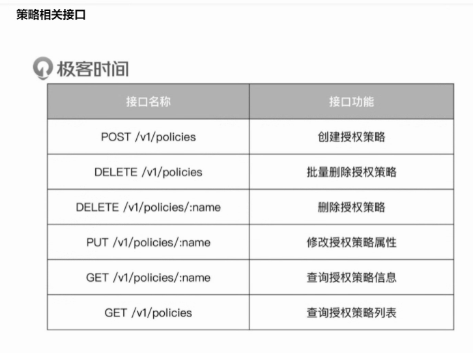 策略相关接口
极客时间
接口名称 接口功能
POST /v1/policies 创建授权策略
DELETE /v1/policies 批量删除授权策略
DELETE /v1/policies/:name 删除授权策略
PUT /v1/policies/:name 修改授权策略属性
GET /v1/policies/:name 查询授权策略信息
GET /v1/policies 查询授权策略列表